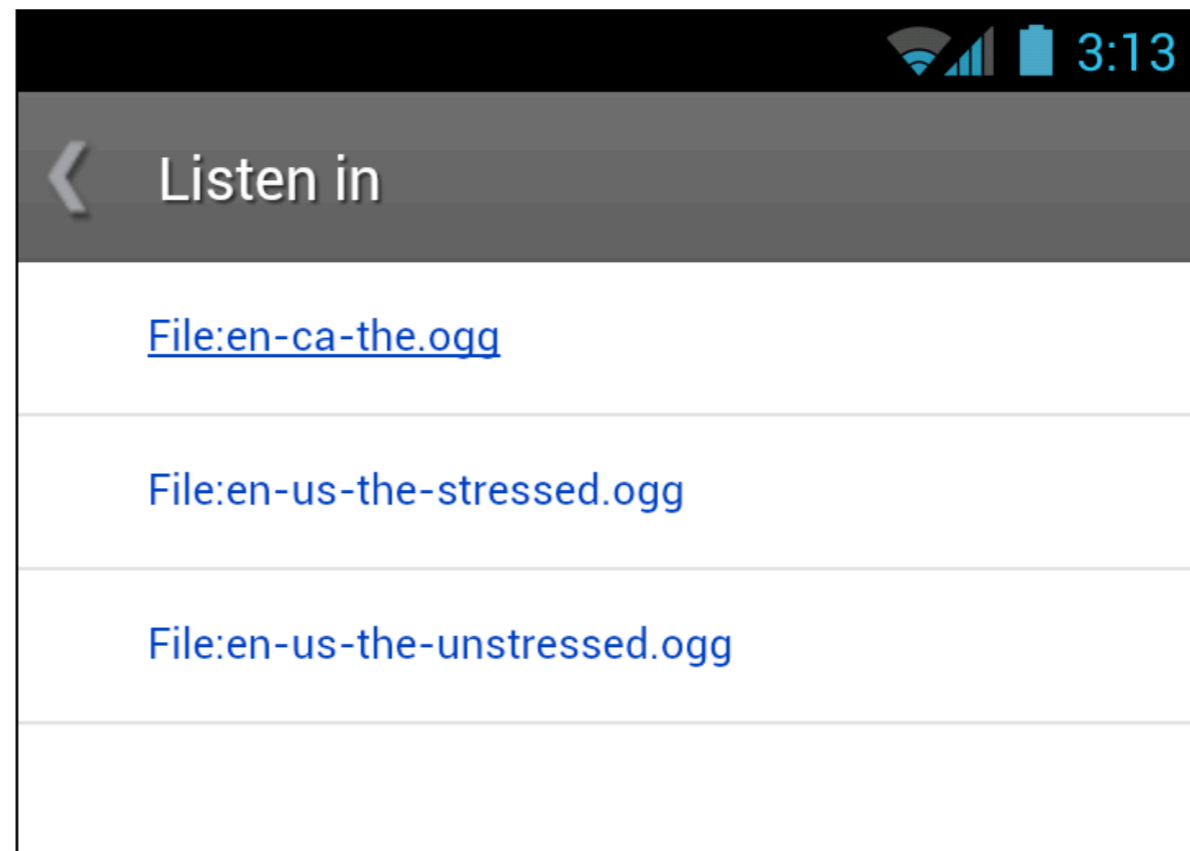 3:13
Listen in
File:en-ca-the.ogg
File:en-us-the-stressed.ogg
File:en-us-the-unstressed.ogg